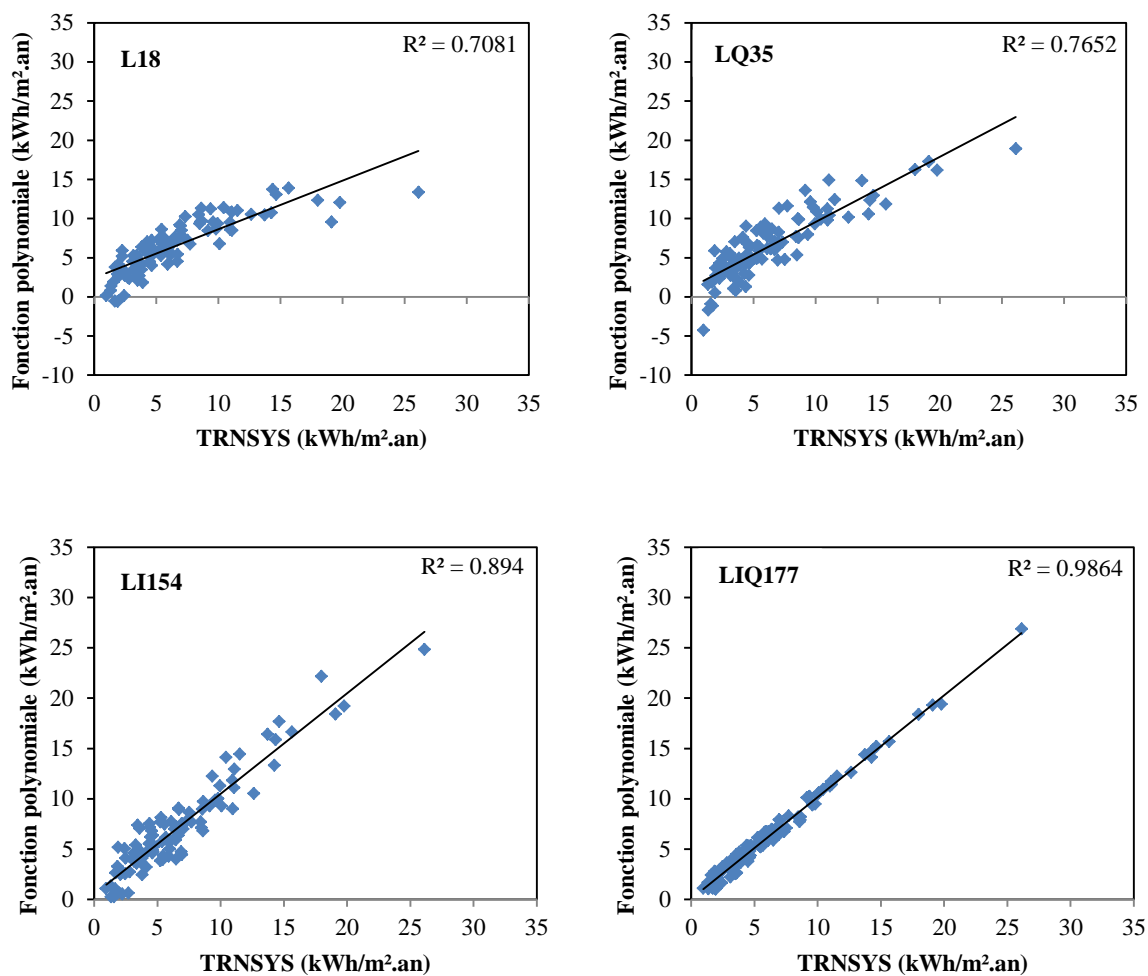 L18
R² = 0.7081
Fonction polynomiale (kWh/m².an)
35
30
25
20
15
10
5
0
-5
-10
0 5 10 15 20 25 30 35
TRNSYS (kWh/m².an)
LQ35
R² = 0.7652
Fonction polynomiale (kWh/m².an)
35
30
25
20
15
10
5
0
-5
-10
0 5 10 15 20 25 30 35
TRNSYS (kWh/m².an)
LI154
R² = 0.894
Fonction polynomiale (kWh/m².an)
35
30
25
20
15
10
5
0
0 5 10 15 20 25 30 35
TRNSYS (kWh/m².an)
LIQ177
R² = 0.9864
Fonction polynomiale (kWh/m².an)
35
30
25
20
15
10
5
0
0 5 10 15 20 25 30 35
TRNSYS (kWh/m².an)